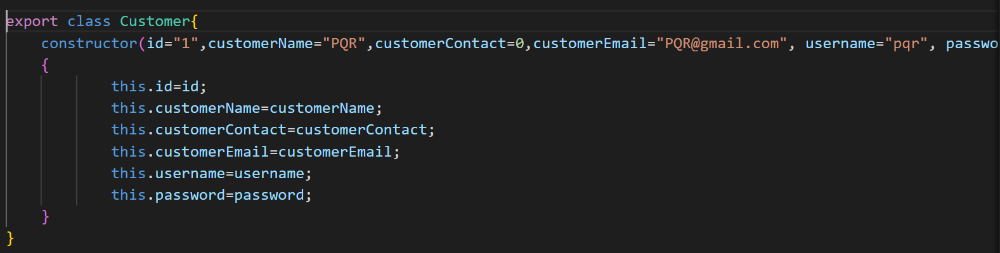 export class Customer{
constructor(id="1",customerName="PQR",customerContact=0,customerEmail="PQR@gmail.com", username="pqr", passwo
{
this.id=id;
this.customerName=customerName;
this.customerContact=customerContact;
this.customerEmail=customerEmail;
this.username=username;
this.password=password;
}
}